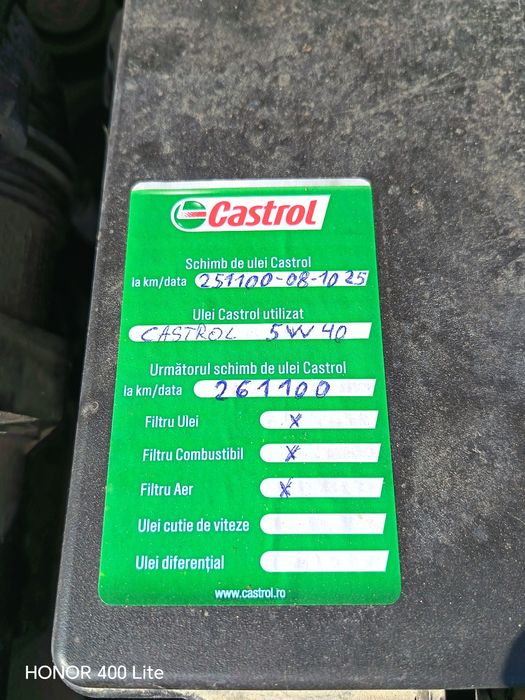 Castrol
Schimb de ulei Castrol
la km/data 251100-08-10 25
Ulei Castrol utilizat
CASTROL 5W40
Următorul schimb de ulei Castrol
la km/data 261100
Filtru Ulei X
Filtru Combustibil X
Filtru Aer X
Ulei cutie de viteze
Ulei diferențial
www.castrol.ro
HONOR 400 Lite